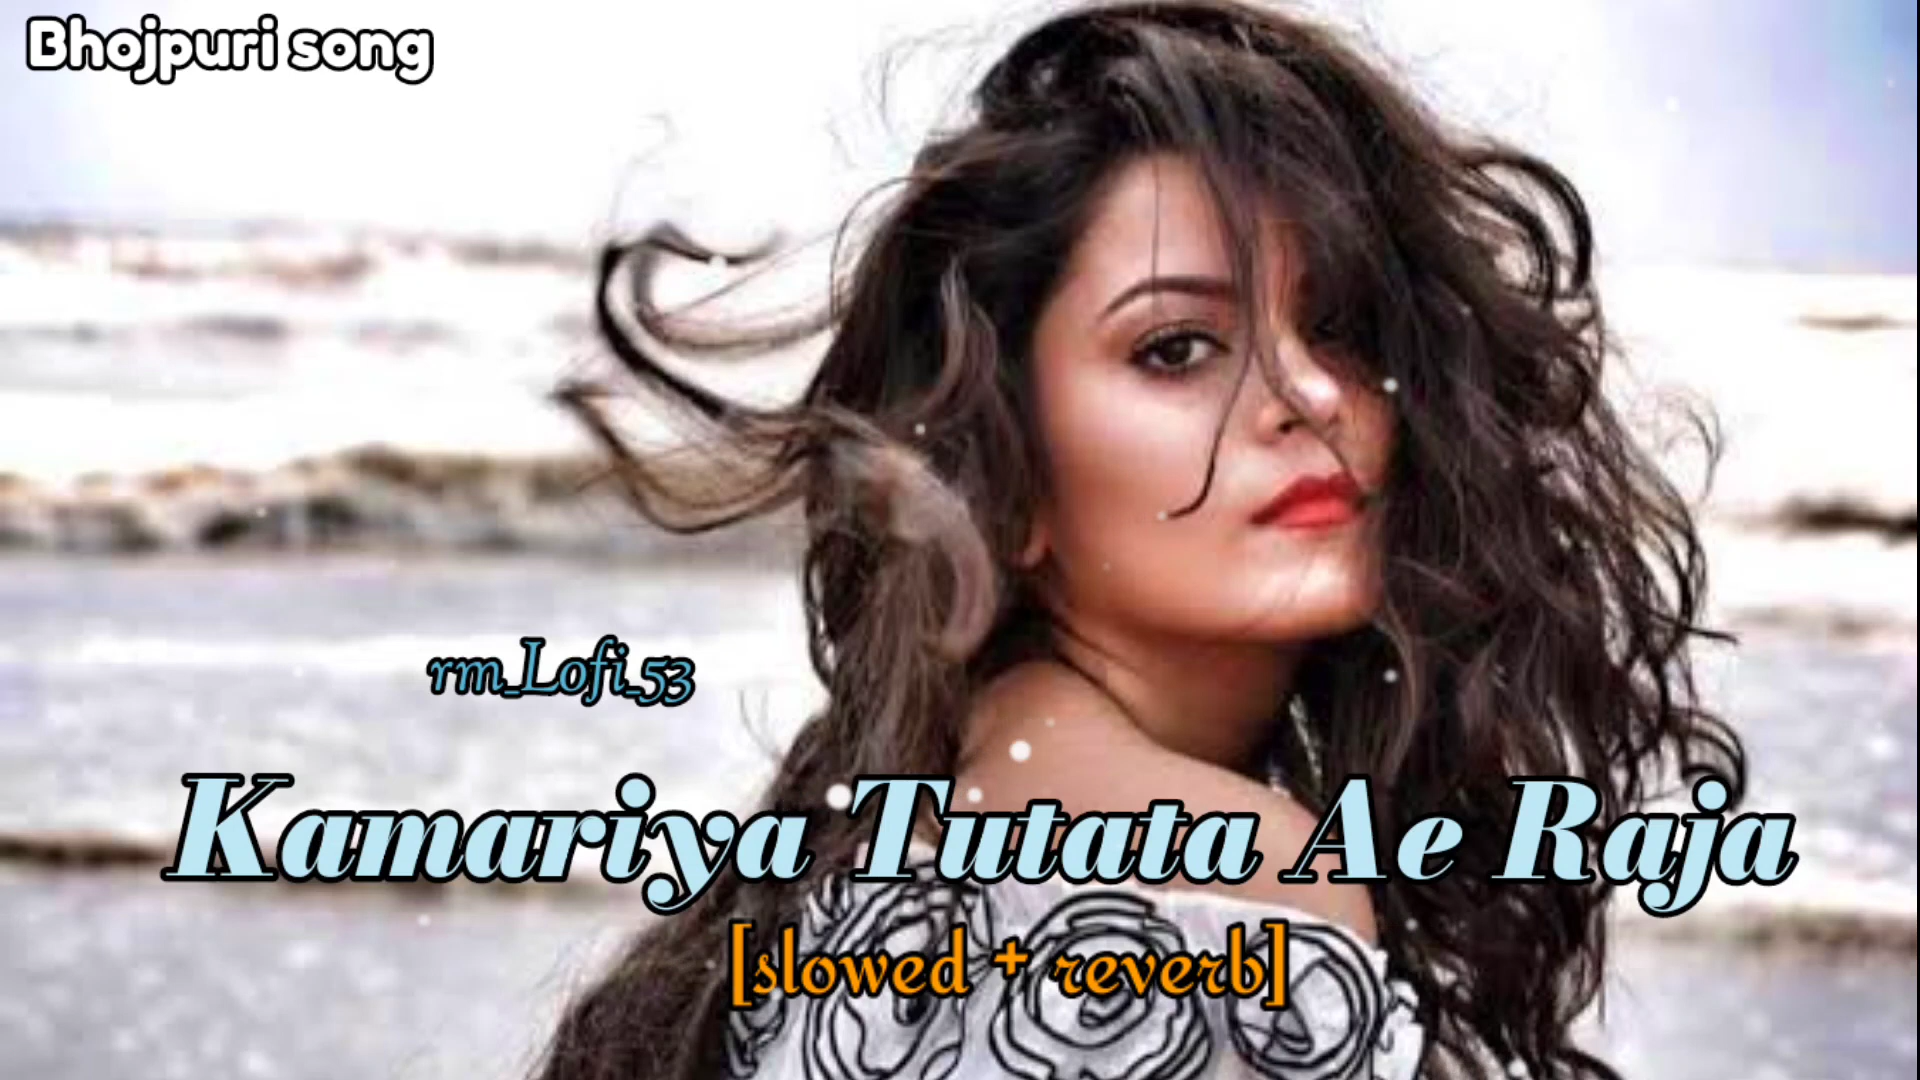 Bhojpuri song
rm_Lofi_53
Kamariya Tutata Ae Raja
[slowed + reverb]